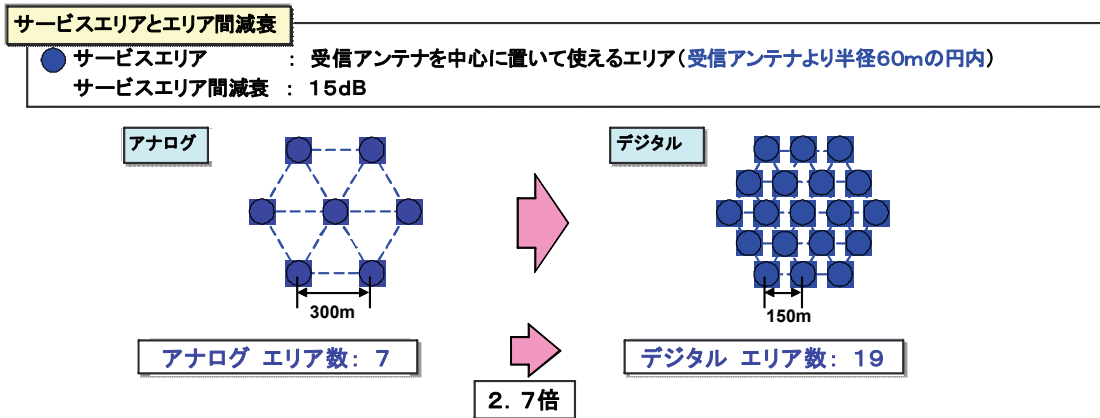 サービスエリアとエリア間減衰
サービスエリア : 受信アンテナを中心に置いて使えるエリア(受信アンテナより半径60mの円内)
サービスエリア間減衰 : 15dB
アナログ
デジタル
300m
150m
アナログ エリア数: 7
デジタル エリア数: 19
2.7倍